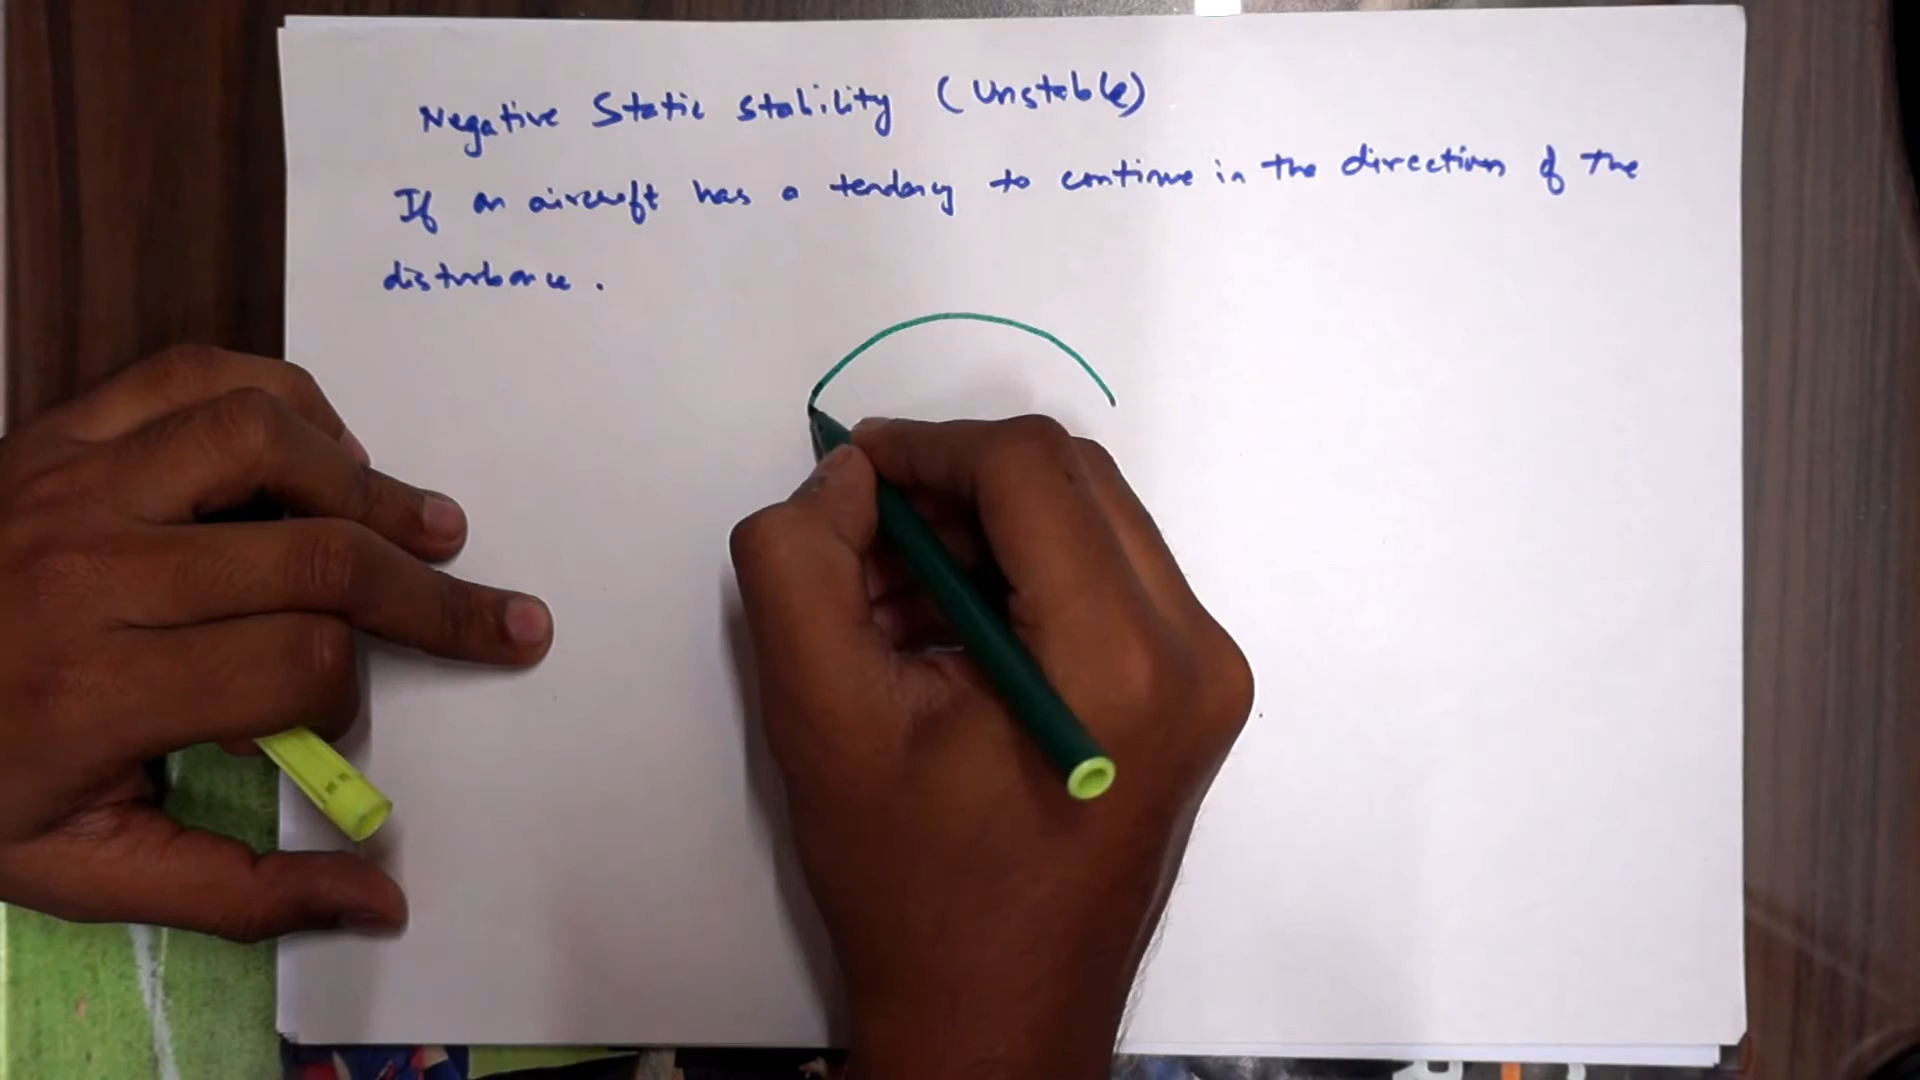 Negative Static Stability (Unstable)
If an aircraft has a tendency to continue in the direction of the
disturbance.